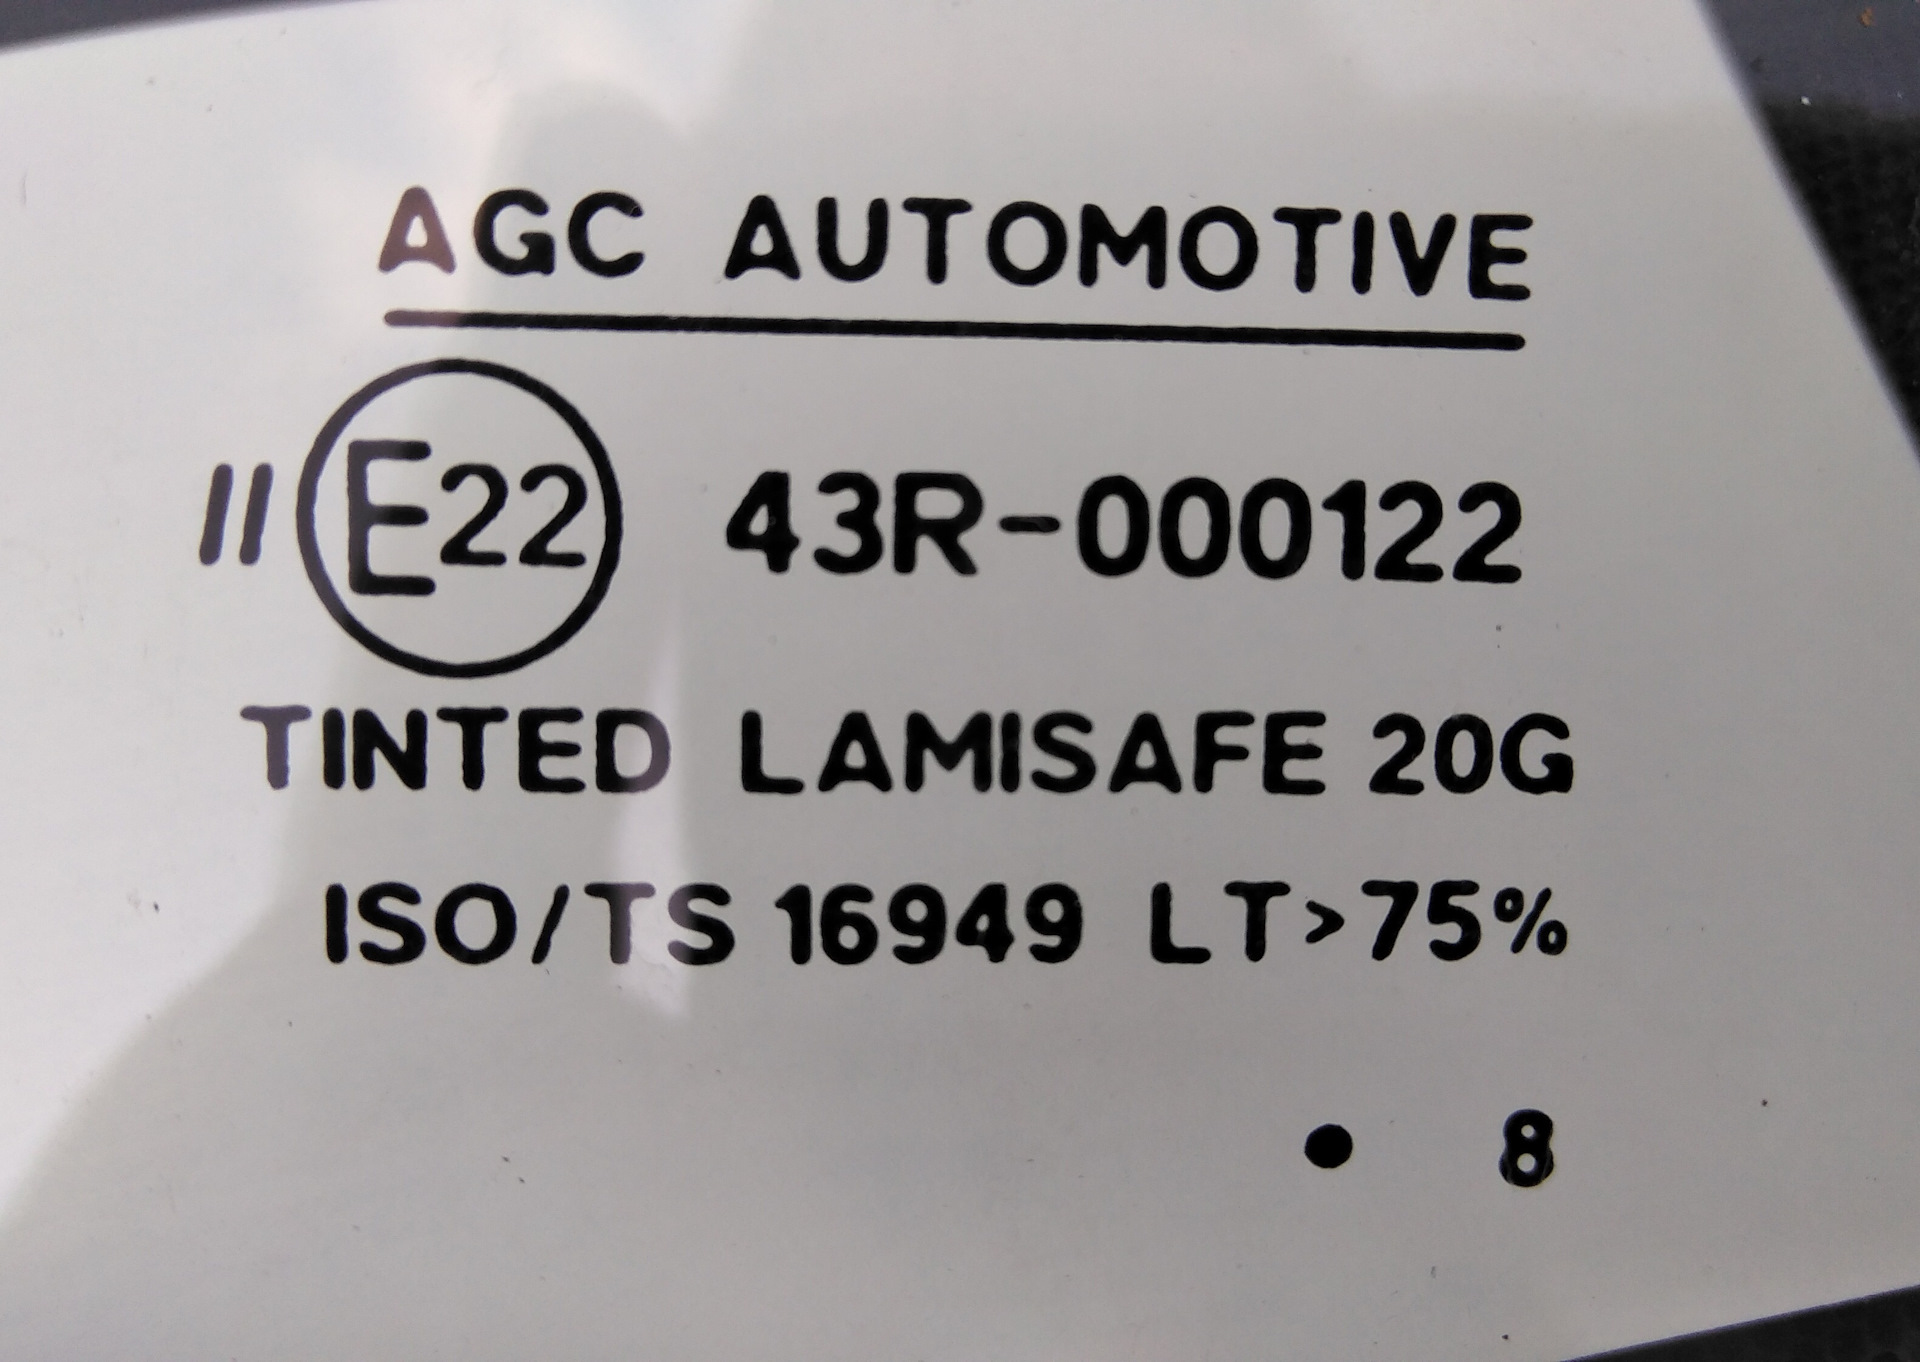 AGC AUTOMOTIVE
II E22 43R-000122
TINTED LAMISAFE 20G
ISO/TS 16949 LT>75%
• 8